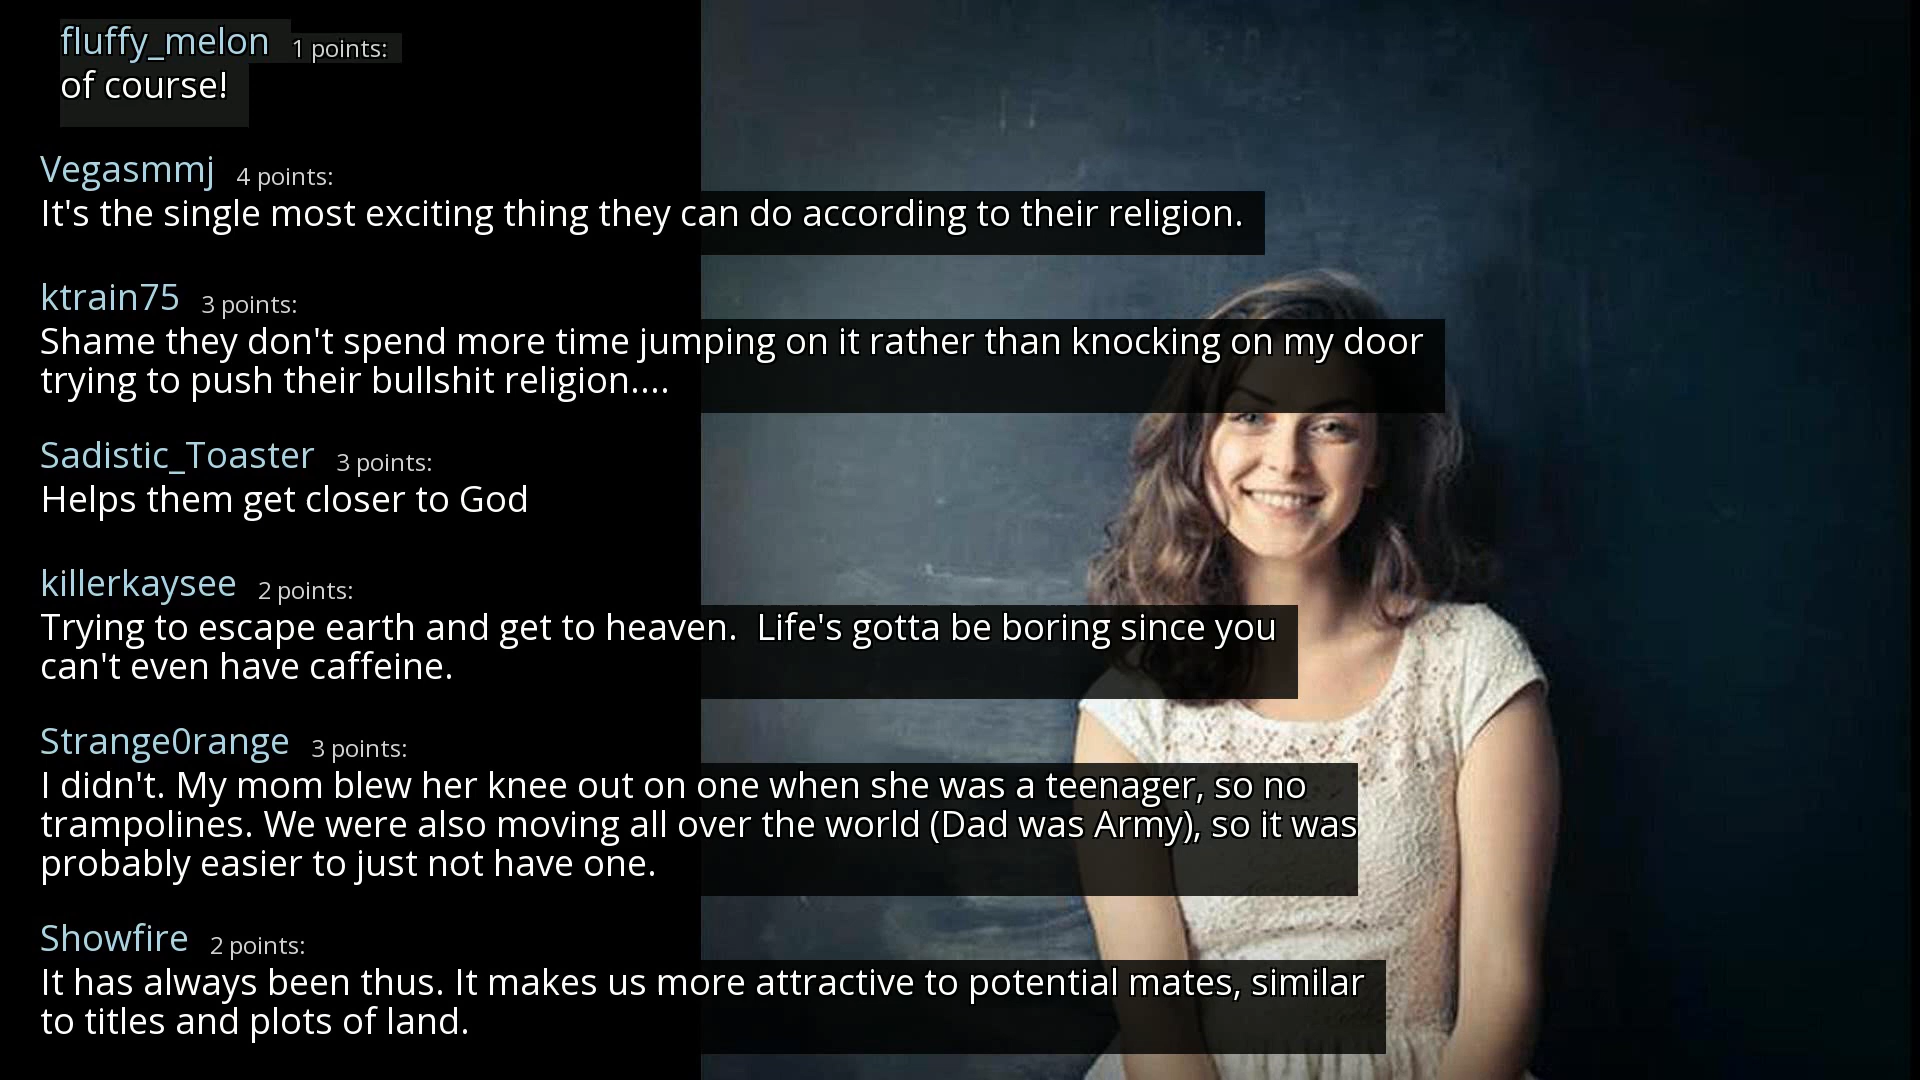 fluffy_melon 1 points:
of course!
Vegasmmj 4 points:
It's the single most exciting thing they can do according to their religion.
ktrain75 3 points:
Shame they don't spend more time jumping on it rather than knocking on my door
trying to push their bullshit religion....
Sadistic_Toaster 3 points:
Helps them get closer to God
killerkaysee 2 points:
Trying to escape earth and get to heaven.  Life's gotta be boring since you
can't even have caffeine.
Strange0range 3 points:
I didn't. My mom blew her knee out on one when she was a teenager, so no
trampolines. We were also moving all over the world (Dad was Army), so it was
probably easier to just not have one.
Showfire 2 points:
It has always been thus. It makes us more attractive to potential mates, similar
to titles and plots of land.